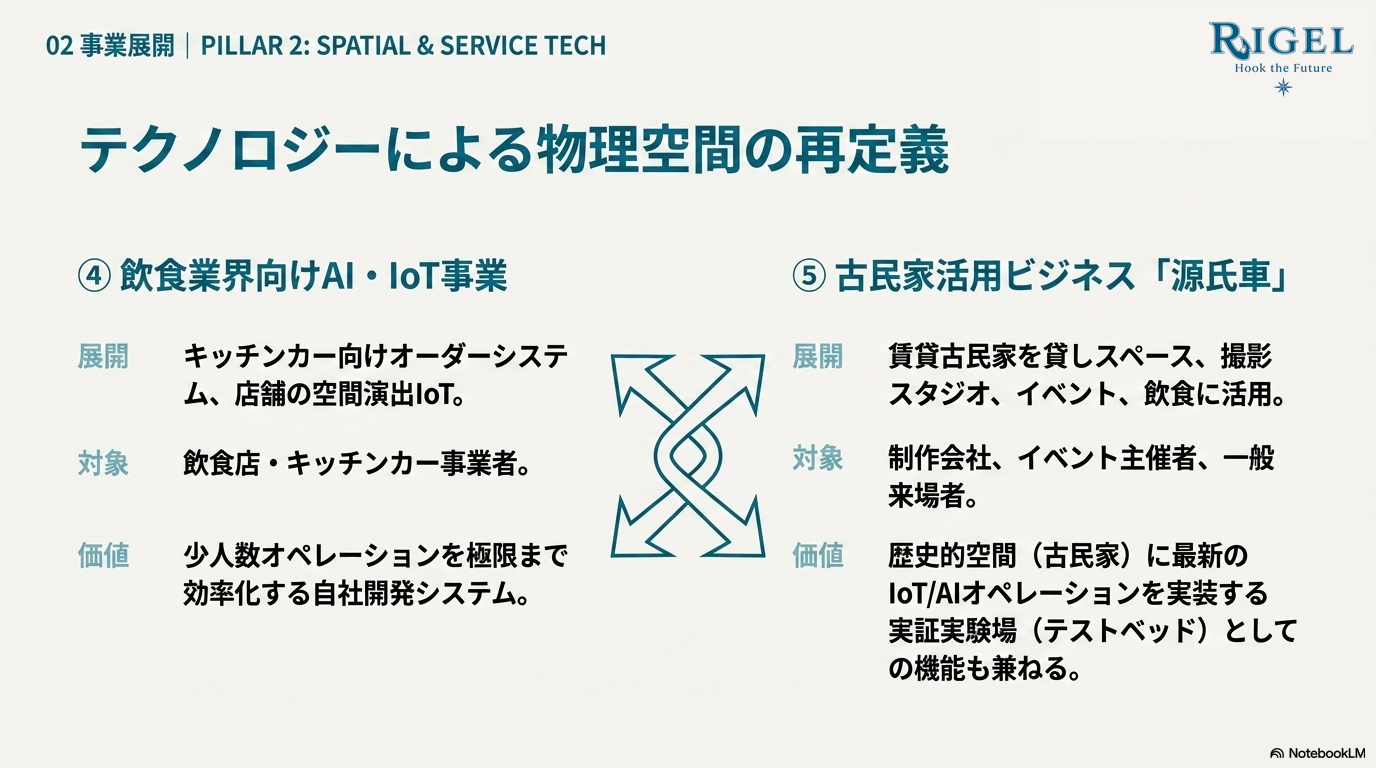 02 事業展開｜PILLAR 2: SPATIAL & SERVICE TECH
RIGEL
Hook the Future
テクノロジーによる物理空間の再定義
④ 飲食業界向けAI・IoT事業
展開
キッチンカー向けオーダーシステ
ム、店舗の空間演出IoT。
対象
飲食店・キッチンカー事業者。
価値
少人数オペレーションを極限まで
効率化する自社開発システム。
⑤ 古民家活用ビジネス「源氏車」
展開
賃貸古民家を貸しスペース、撮影
スタジオ、イベント、飲食に活用。
対象
制作会社、イベント主催者、一般
来場者。
価値
歴史的空間（古民家）に最新の
IoT/AIオペレーションを実装する
実証実験場（テストベッド）として
の機能も兼ねる。
NotebookLM